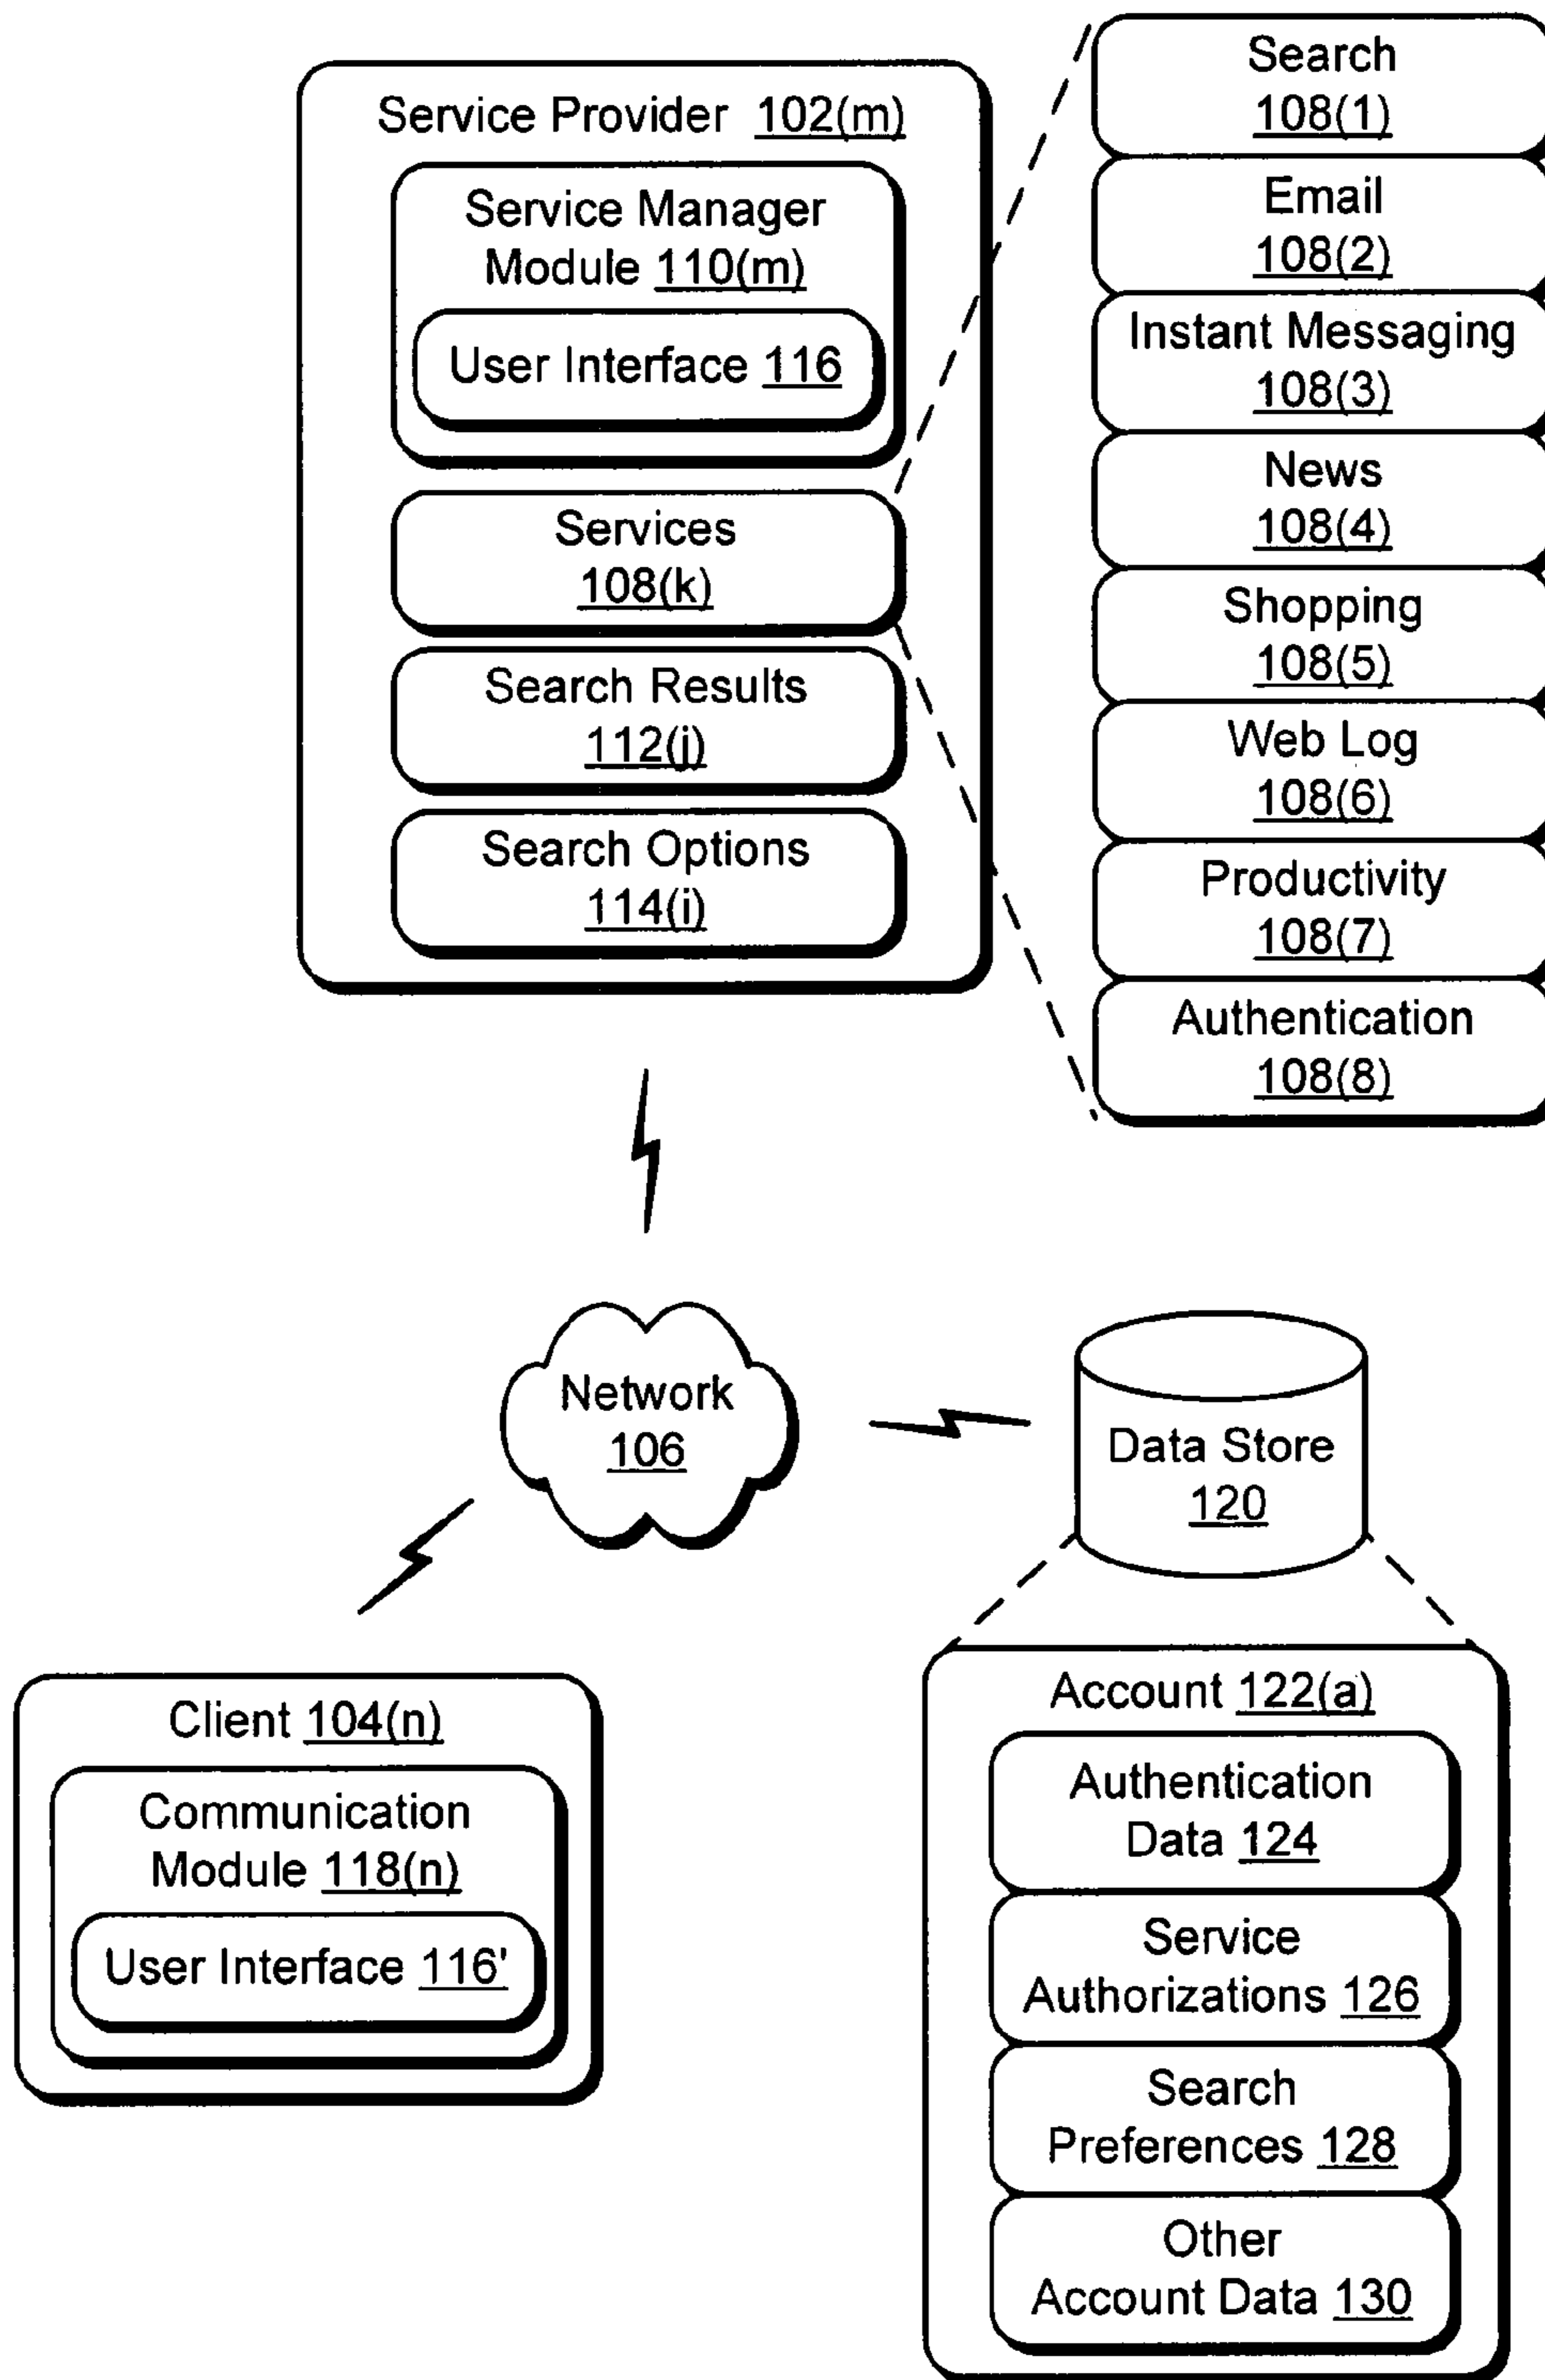 Service Provider 102(m)
Service Manager
Module 110(m)
User Interface 116
Services
108(k)
Search Results
112(j)
Search Options
114(i)
Search
108(1)
Email
108(2)
Instant Messaging
108(3)
News
108(4)
Shopping
108(5)
Web Log
108(6)
Productivity
108(7)
Authentication
108(8)
Network
106
Data Store
120
Client 104(n)
Communication
Module 118(n)
User Interface 116'
Account 122(a)
Authentication
Data 124
Service
Authorizations 126
Search
Preferences 128
Other
Account Data 130